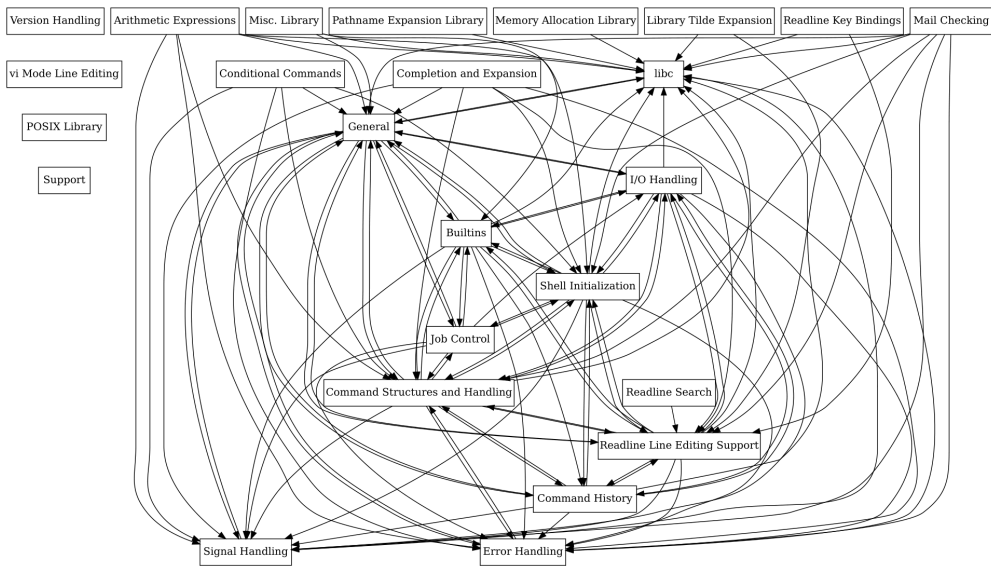 Version Handling
Arithmetic Expressions
Misc. Library
Pathname Expansion Library
Memory Allocation Library
Library Tilde Expansion
Readline Key Bindings
Mail Checking
vi Mode Line Editing
Conditional Commands
Completion and Expansion
libc
POSIX Library
General
Support
I/O Handling
Builtins
Shell Initialization
Job Control
Command Structures and Handling
Readline Search
Readline Line Editing Support
Command History
Signal Handling
Error Handling